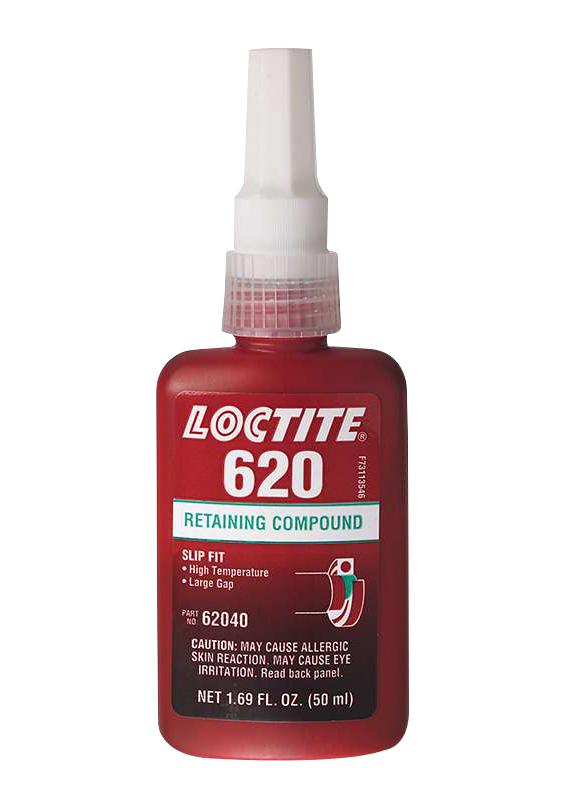 LOCTITE®
620
F73113546
RETAINING COMPOUND
SLIP FIT
• High Temperature
• Large Gap
PART NO. 62040
CAUTION: MAY CAUSE ALLERGIC
SKIN REACTION. MAY CAUSE EYE
IRRITATION. Read back panel.
NET 1.69 FL. OZ. (50 ml)